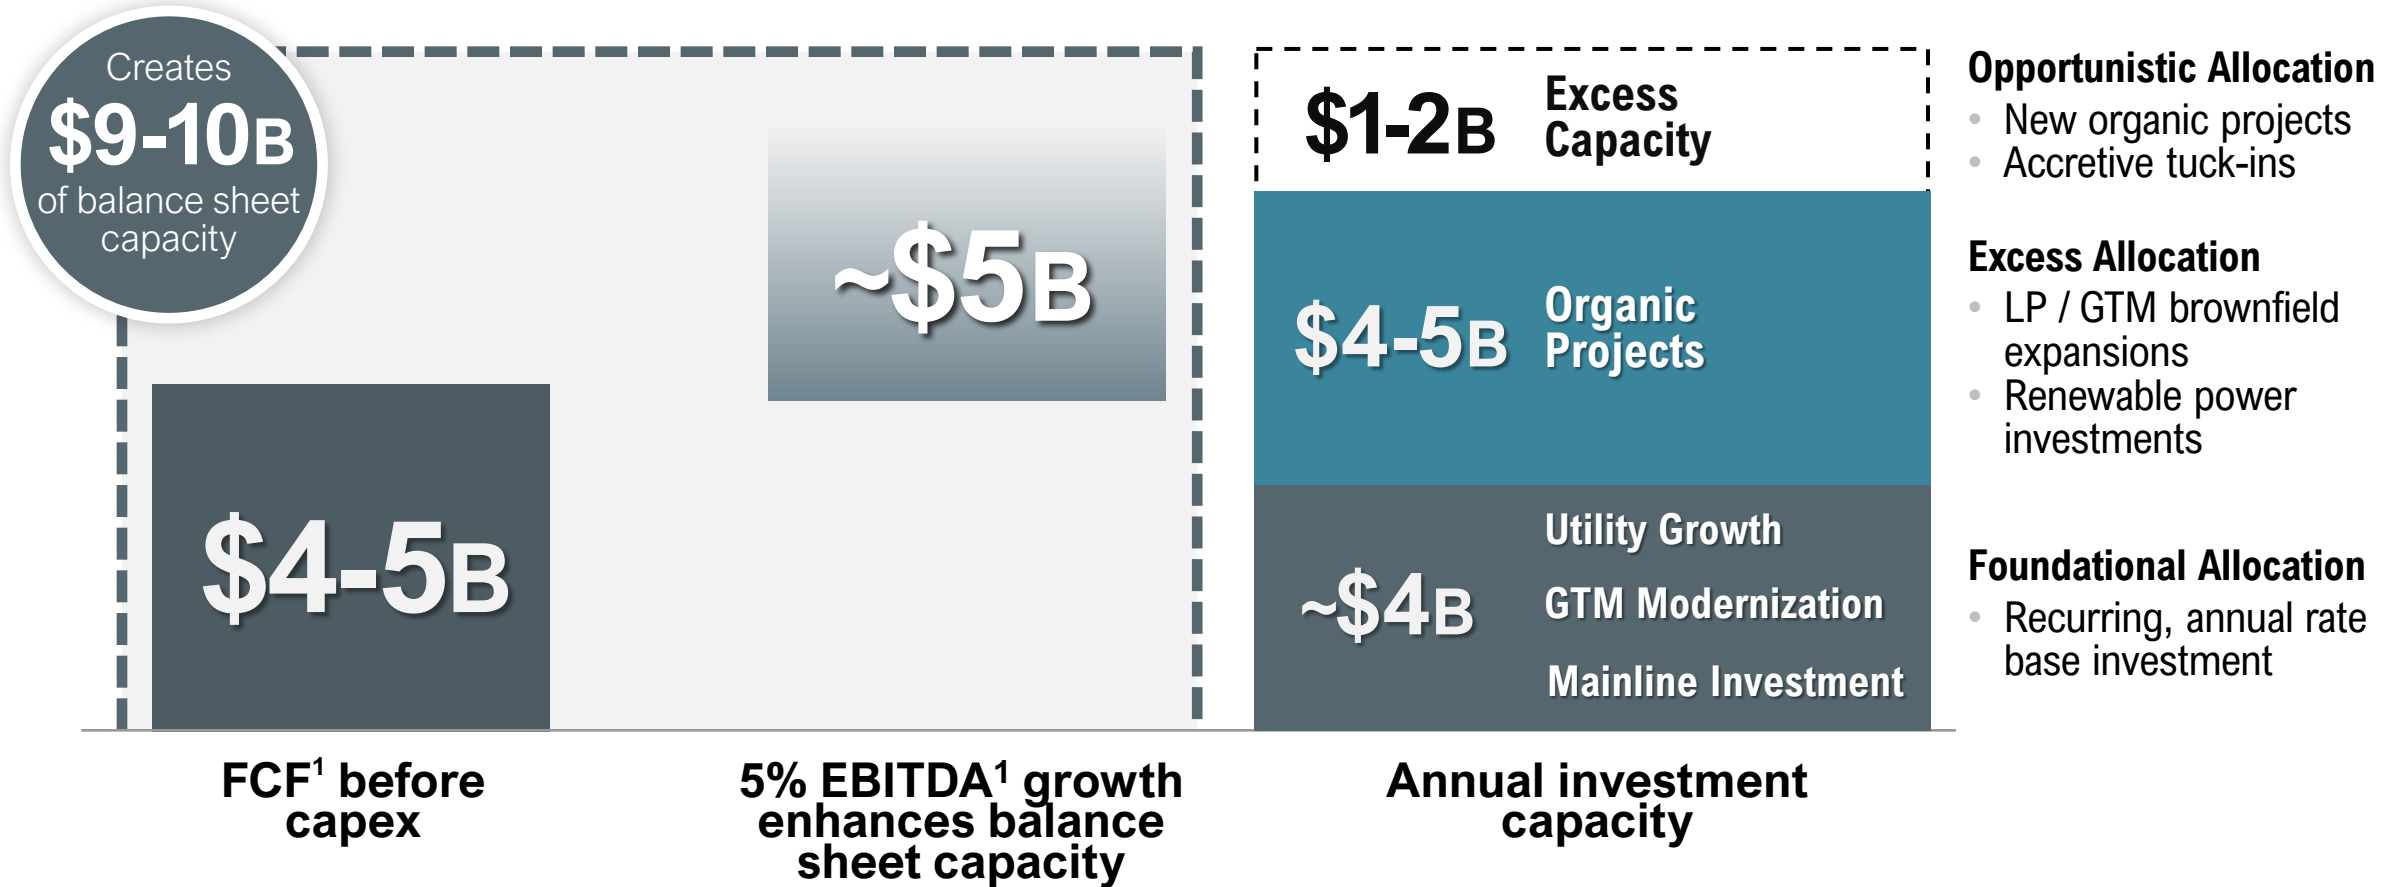 Creates
$9-10B
of balance sheet
capacity
$4-5B
~$5B
$1-2B
Excess
Capacity
$4-5B
Organic
Projects
~$4B
Utility Growth
GTM Modernization
Mainline Investment
Opportunistic Allocation
• New organic projects
• Accretive tuck-ins
Excess Allocation
• LP / GTM brownfield
expansions
• Renewable power
investments
Foundational Allocation
• Recurring, annual rate
base investment
FCF¹ before
capex
5% EBITDA¹ growth
enhances balance
sheet capacity
Annual investment
capacity